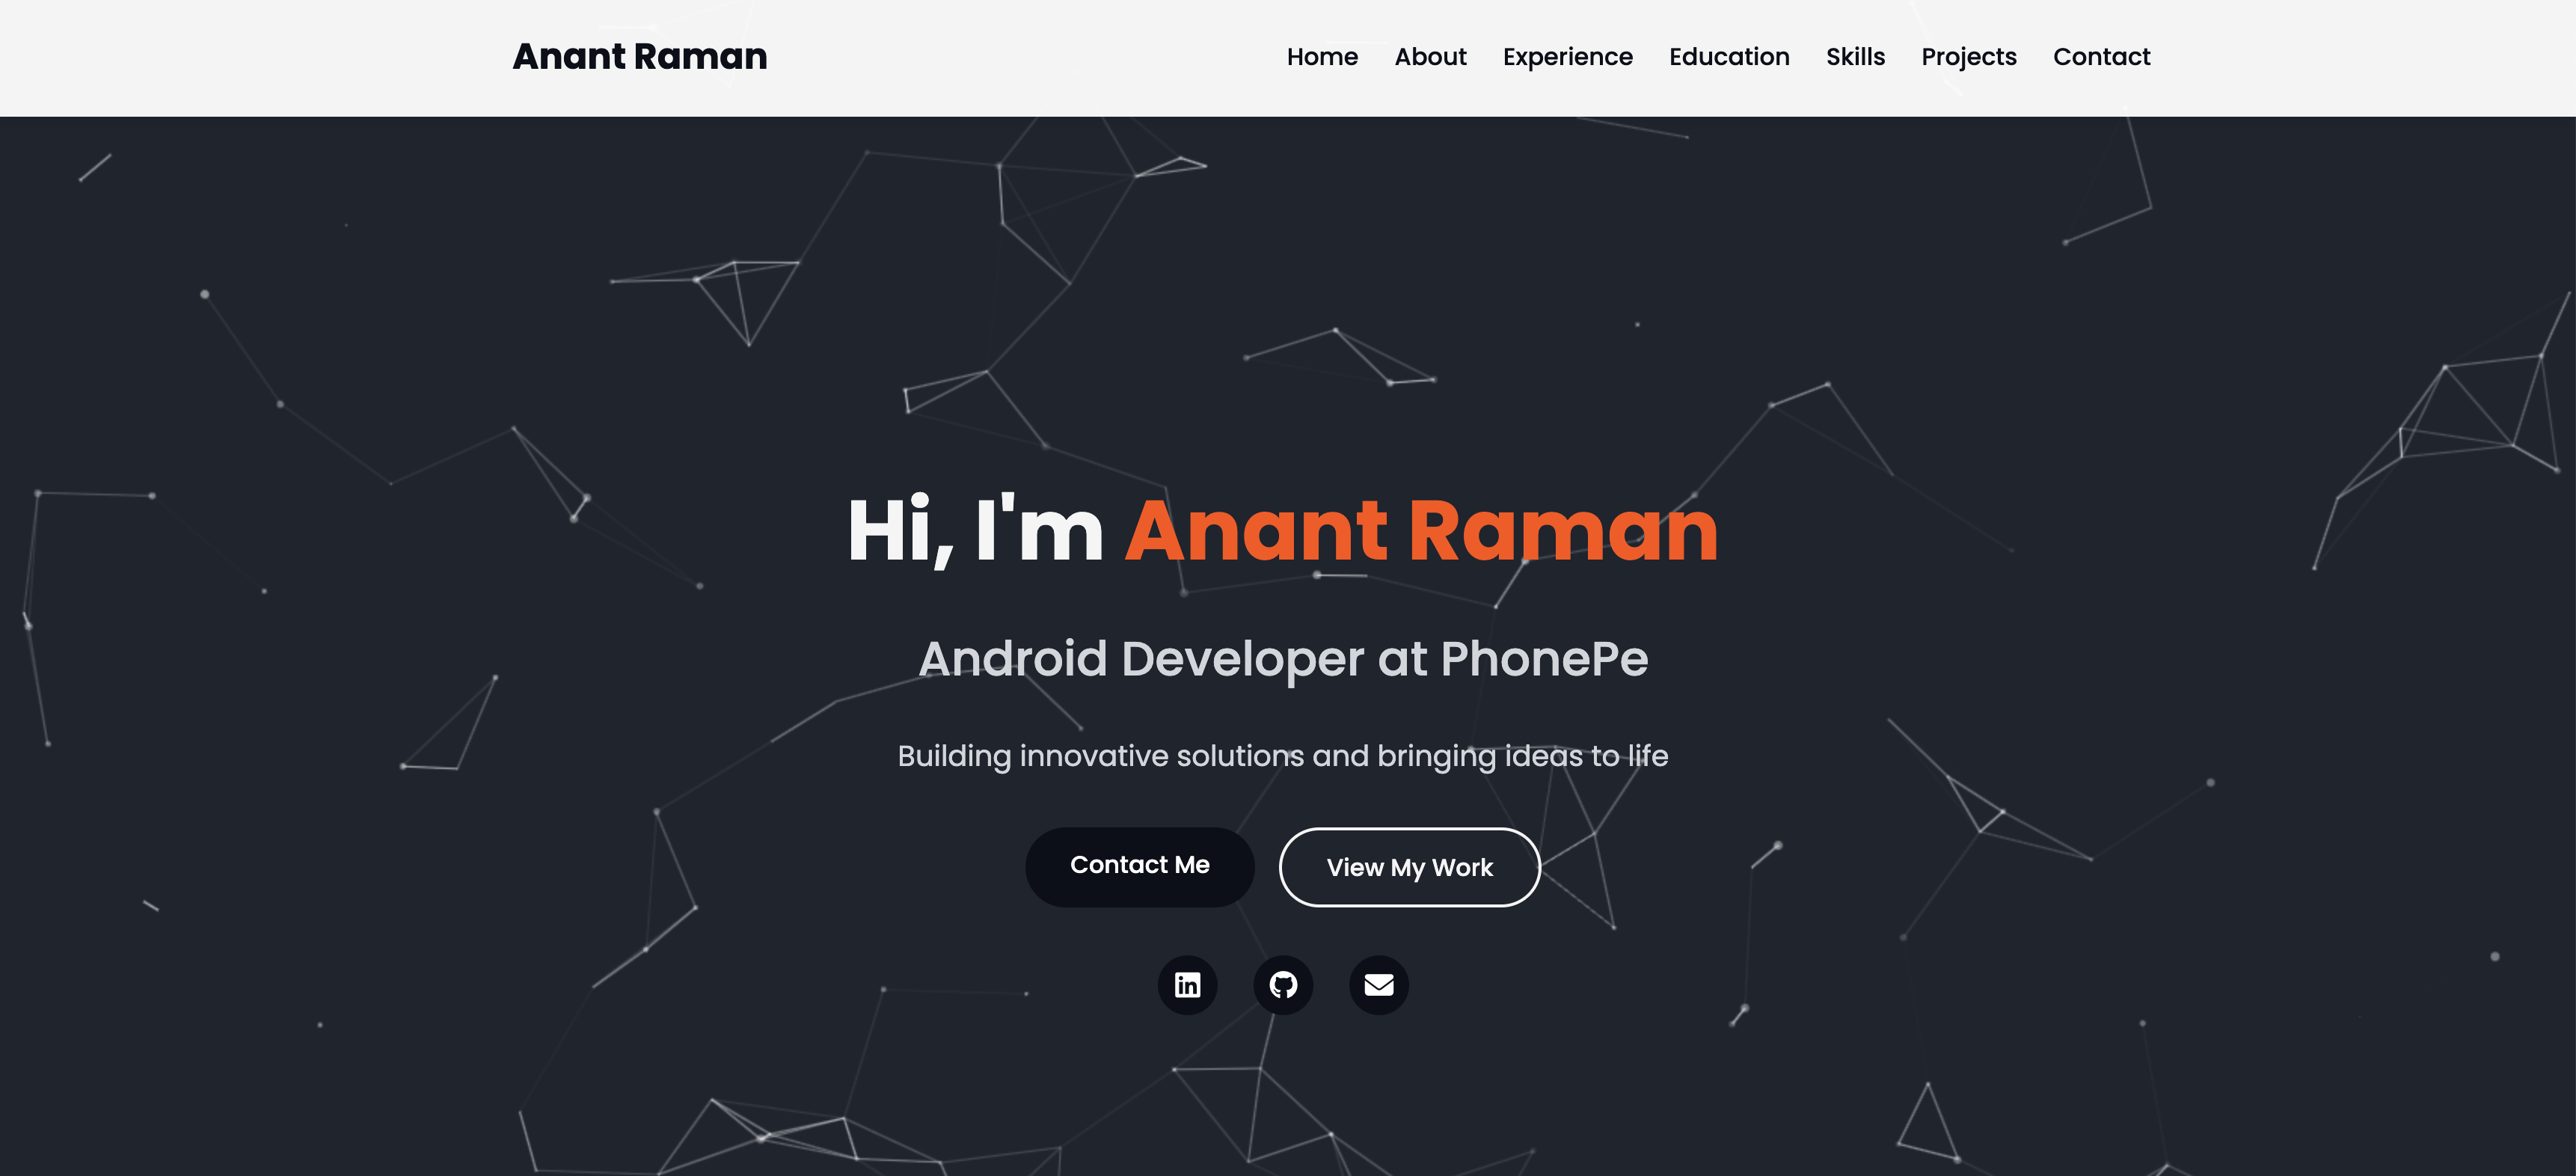 Anant Raman
Home About Experience Education Skills Projects Contact
Hi, I'm Anant Raman
Android Developer at PhonePe
Building innovative solutions and bringing ideas to life
Contact Me
View My Work
in